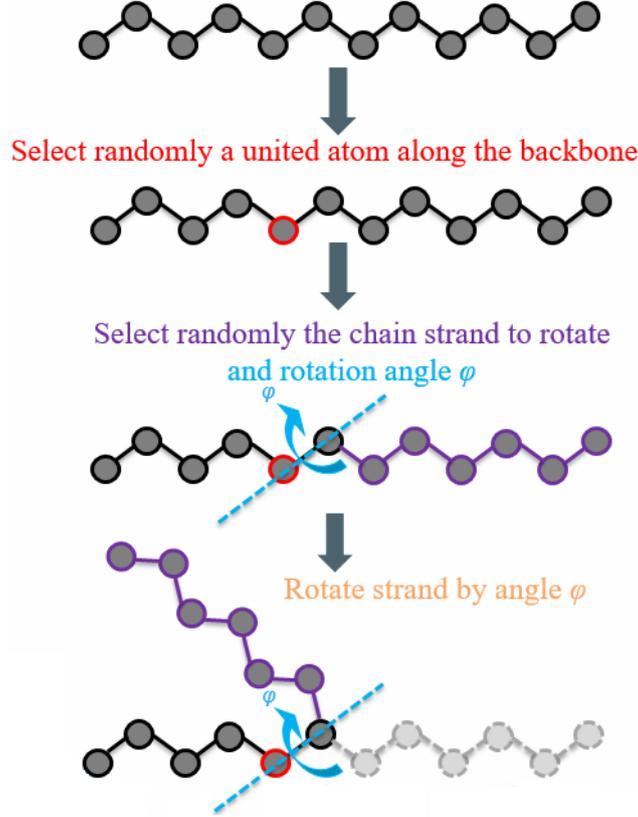 Select randomly a united atom along the backbone
Select randomly the chain strand to rotate
and rotation angle φ
φ
Rotate strand by angle φ
φ